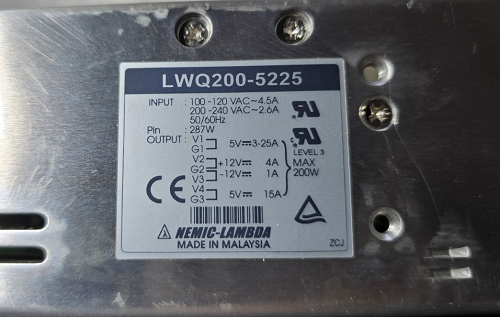 LWQ200-5225
INPUT : 100-120 VAC~4.5A
200-240 VAC~2.6A
50/60Hz
Pin : 287W
OUTPUT : V1
G1
5V⎓3-25A
V2
G2
+12V⎓ 4A
V3
-12V⎓ 1A
V4
G3
5V⎓ 15A
MAX
200W
LEVEL 3
CE
NEMIC-LAMBDA
MADE IN MALAYSIA
ZCJ